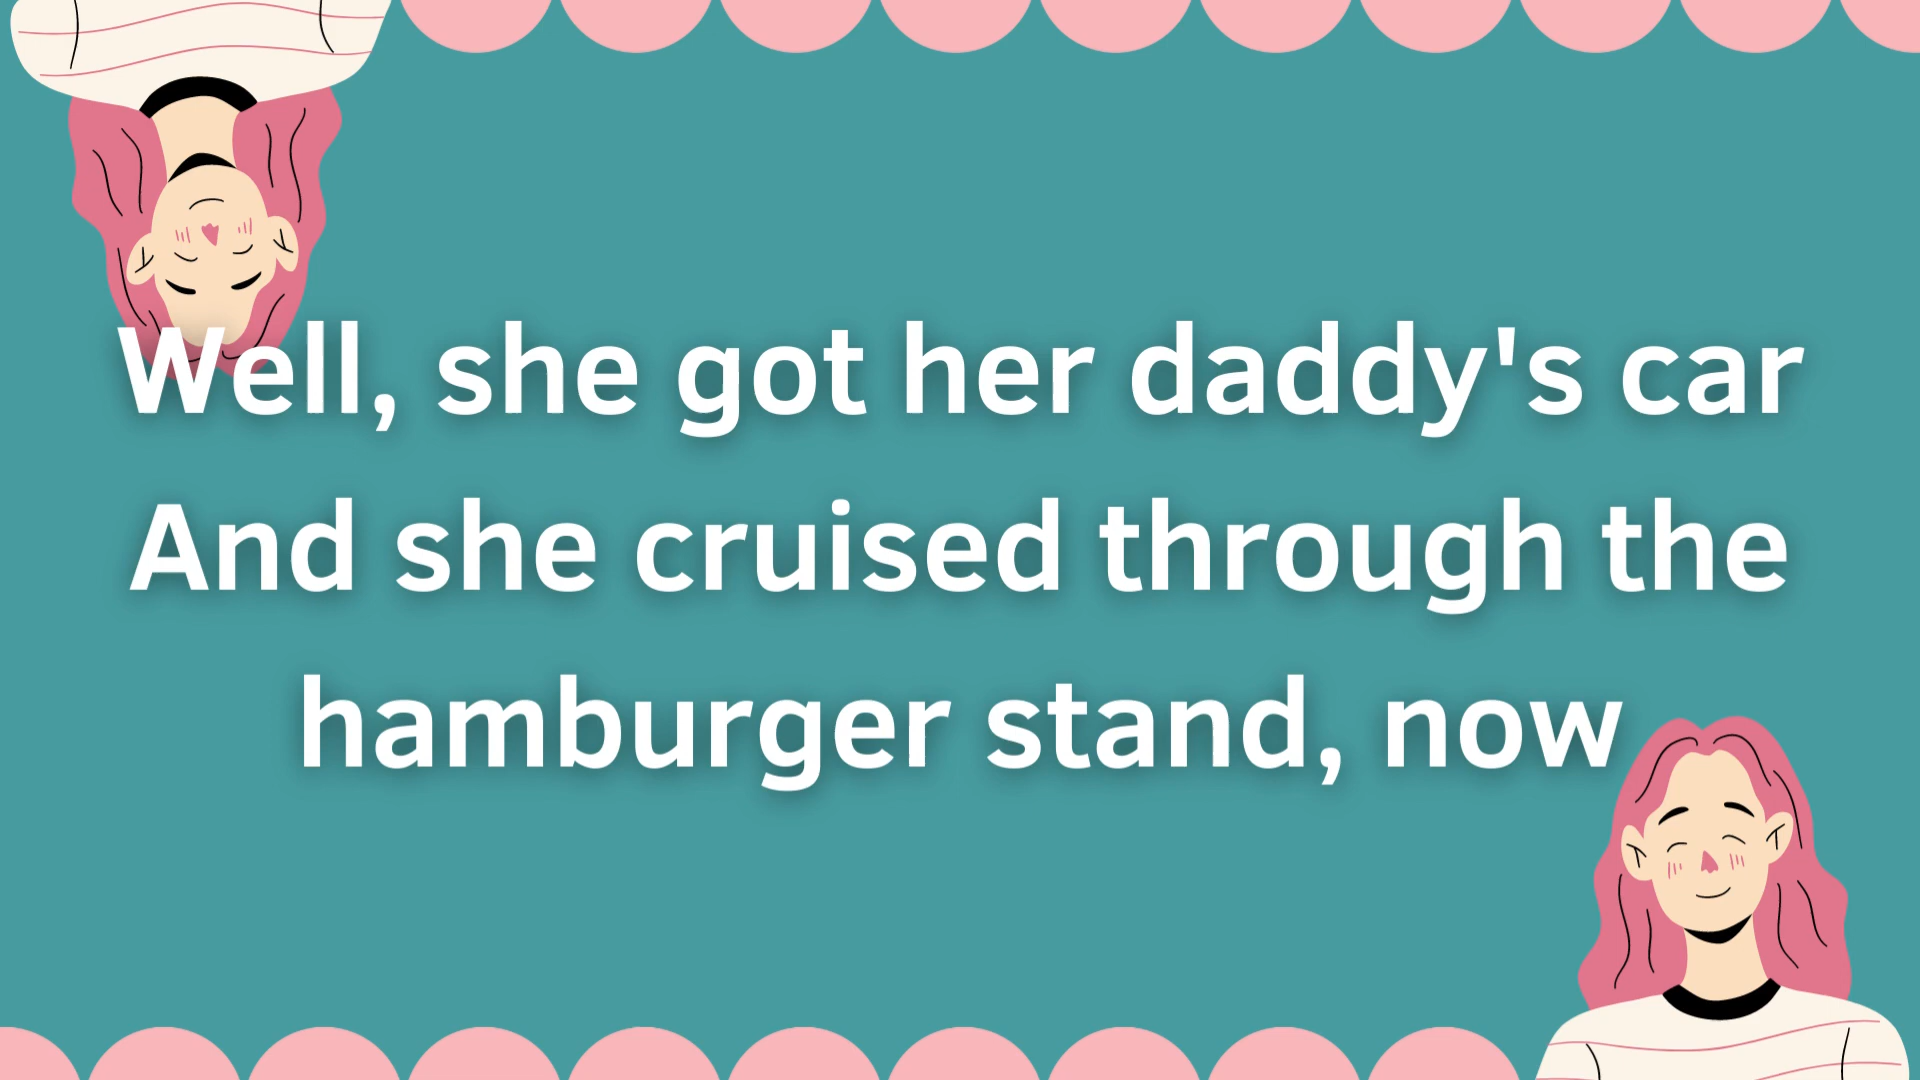 Well, she got her daddy's car
And she cruised through the
hamburger stand, now